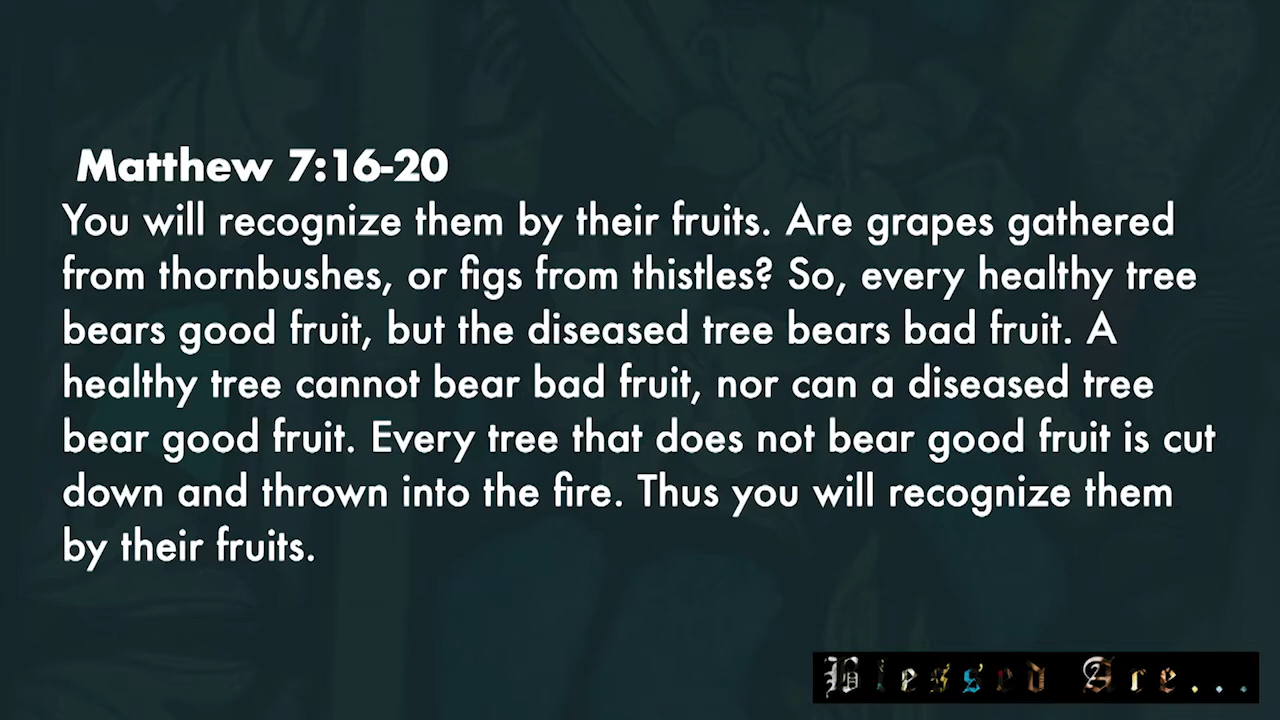 Matthew 7:16-20
You will recognize them by their fruits. Are grapes gathered
from thornbushes, or figs from thistles? So, every healthy tree
bears good fruit, but the diseased tree bears bad fruit. A
healthy tree cannot bear bad fruit, nor can a diseased tree
bear good fruit. Every tree that does not bear good fruit is cut
down and thrown into the fire. Thus you will recognize them
by their fruits.
Blessed Are...